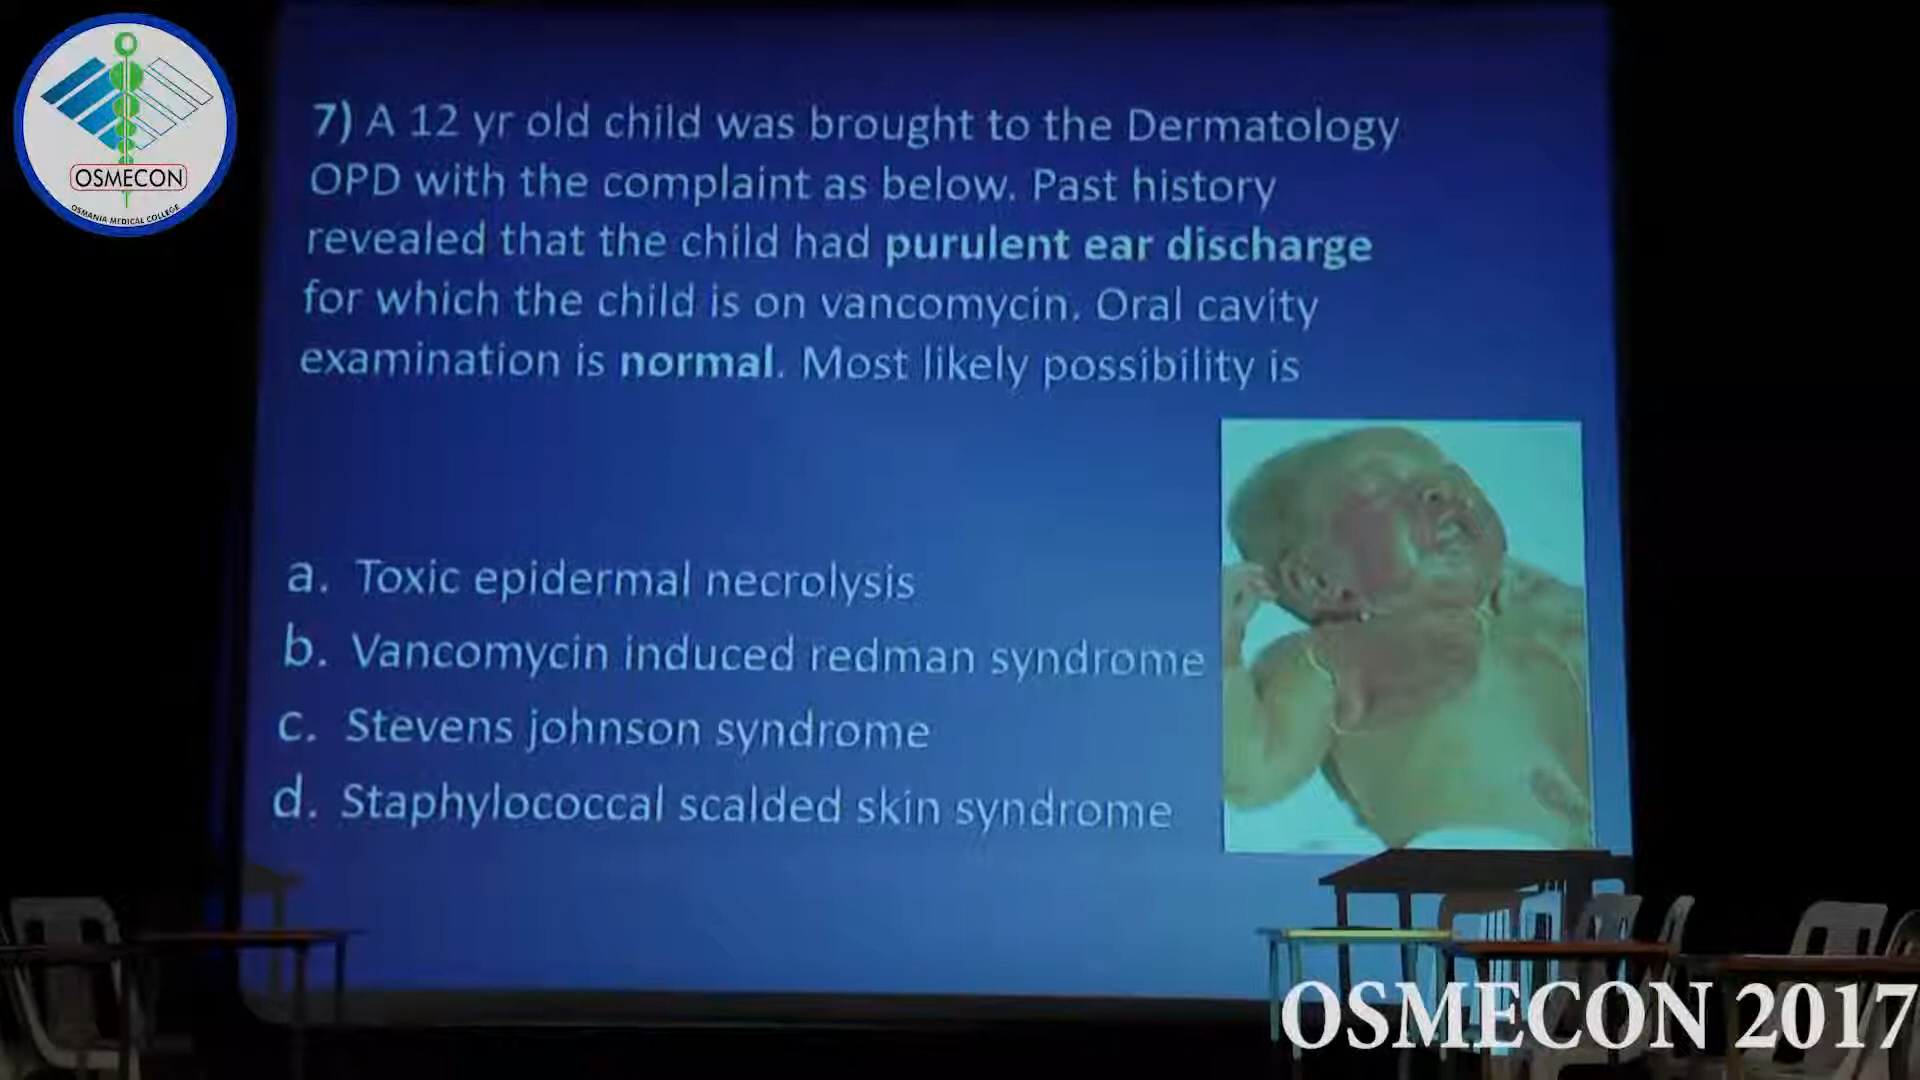 OSMECON
OSMANIA MEDICAL COLLEGE
7) A 12 yr old child was brought to the Dermatology
OPD with the complaint as below. Past history
revealed that the child had purulent ear discharge
for which the child is on vancomycin. Oral cavity
examination is normal. Most likely possibility is
a. Toxic epidermal necrolysis
b. Vancomycin induced redman syndrome
c. Stevens johnson syndrome
d. Staphylococcal scalded skin syndrome
OSMECON 2017